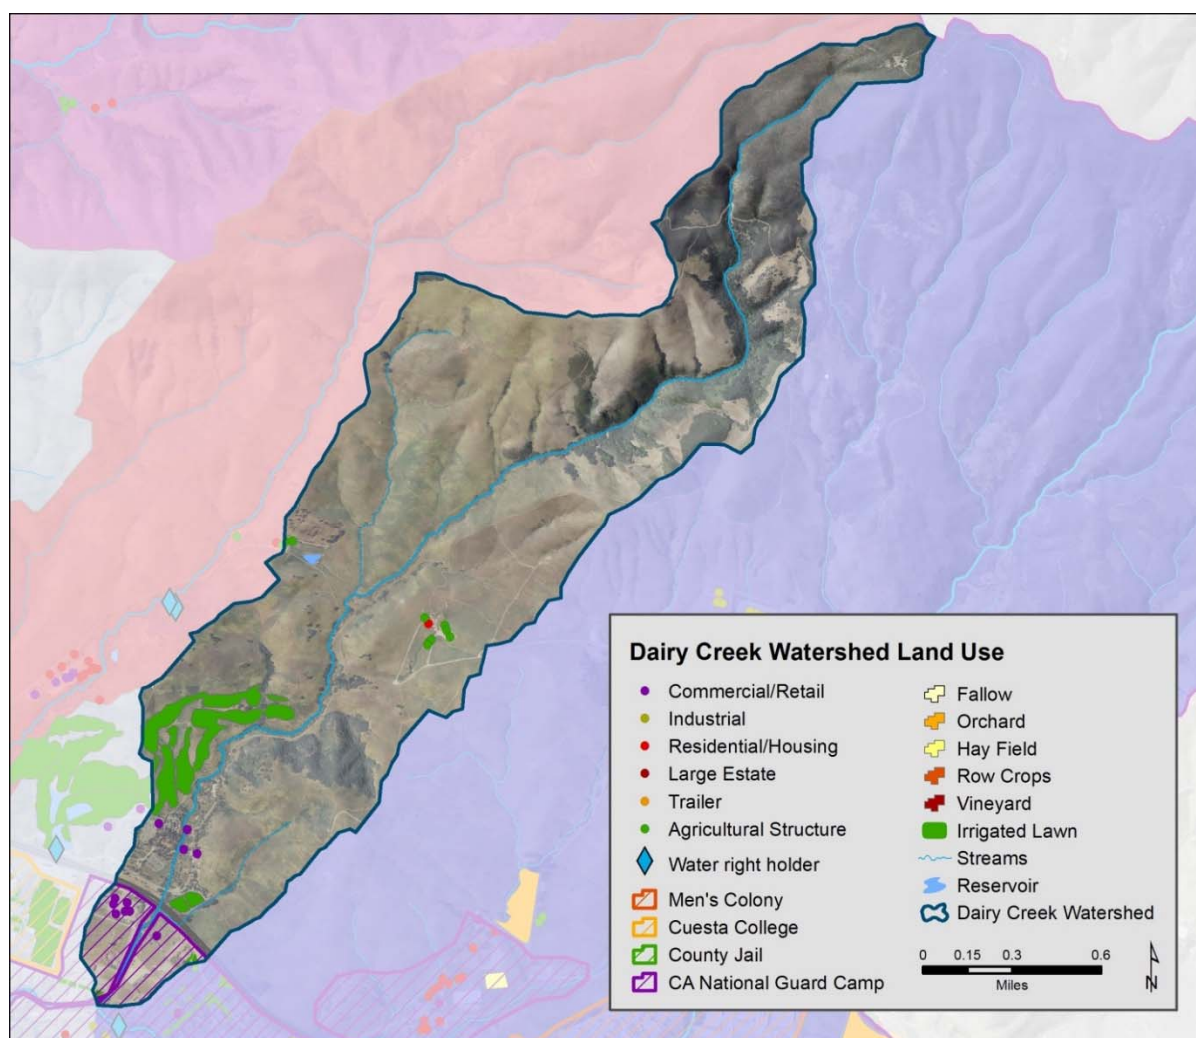 Dairy Creek Watershed Land Use
Commercial/Retail
Industrial
Residential/Housing
Large Estate
Trailer
Agricultural Structure
Water right holder
Men's Colony
Cuesta College
County Jail
CA National Guard Camp
Fallow
Orchard
Hay Field
Row Crops
Vineyard
Irrigated Lawn
Streams
Reservoir
Dairy Creek Watershed
0 0.15 0.3 0.6
Miles
N